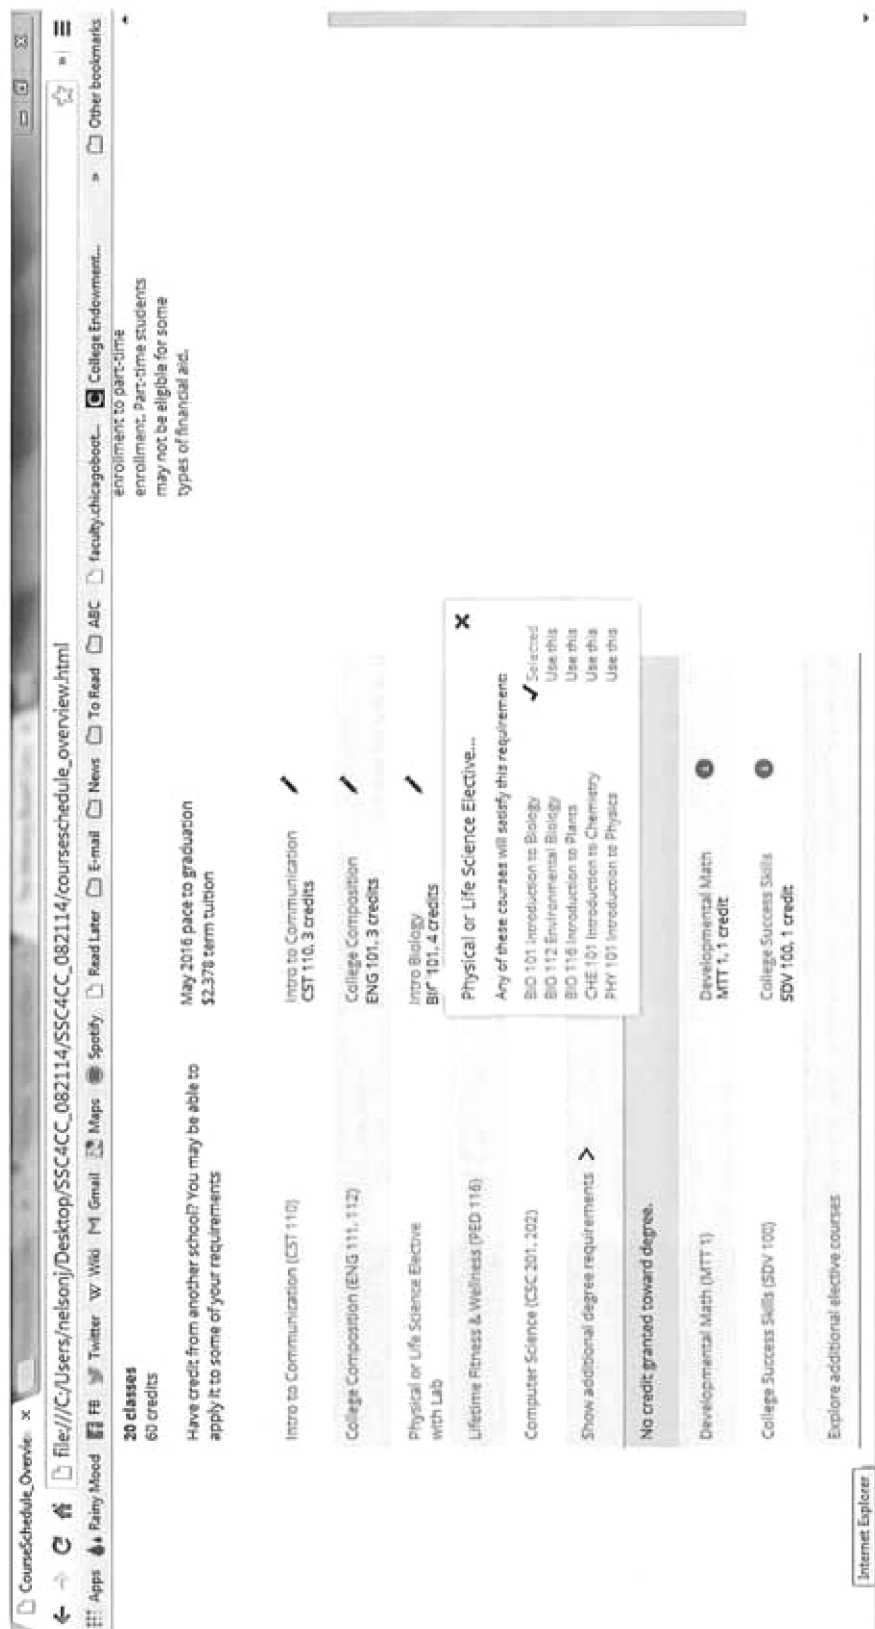 CourseSchedule_Overvie ×
file:///C:/Users/nelsonj/Desktop/SSC4CC_082114/SSC4CC_082114/courseschedule_overview.html
Apps Rainy Mood FB Twitter W Wiki M Gmail Maps Spotify Read Later E-mail News To Read ABC faculty.chicagoboot... C College Endowment... » Other bookmarks
20 classes
60 credits
enrollment to part-time
enrollment. Part-time students
may not be eligible for some
types of financial aid.
Have credit from another school? You may be able to
apply it to some of your requirements
May 2016 pace to graduation
$2,378 term tuition
Intro to Communication (CST 110)
Intro to Communication
CST 110, 3 credits
College Composition (ENG 111, 112)
College Composition
ENG 101, 3 credits
Physical or Life Science Elective
with Lab
Intro Biology
101, 4 credits
Lifetime Fitness & Wellness (PED 116)
Computer Science (CSC 201, 202)
Show additional degree requirements >
Physical or Life Science Elective...
X
Any of these courses will satisfy this requirement:
BIO 101 Introduction to Biology ✓ Selected
BIO 112 Environmental Biology Use this
BIO 116 Introduction to Plants Use this
CHE 101 Introduction to Chemistry Use this
PHY 101 Introduction to Physics Use this
No credit granted toward degree.
Developmental Math (MTT 1)
Developmental Math
MTT 1, 1 credit
College Success Skills (SDV 100)
College Success Skills
SDV 100, 1 credit
Explore additional elective courses
Internet Explorer